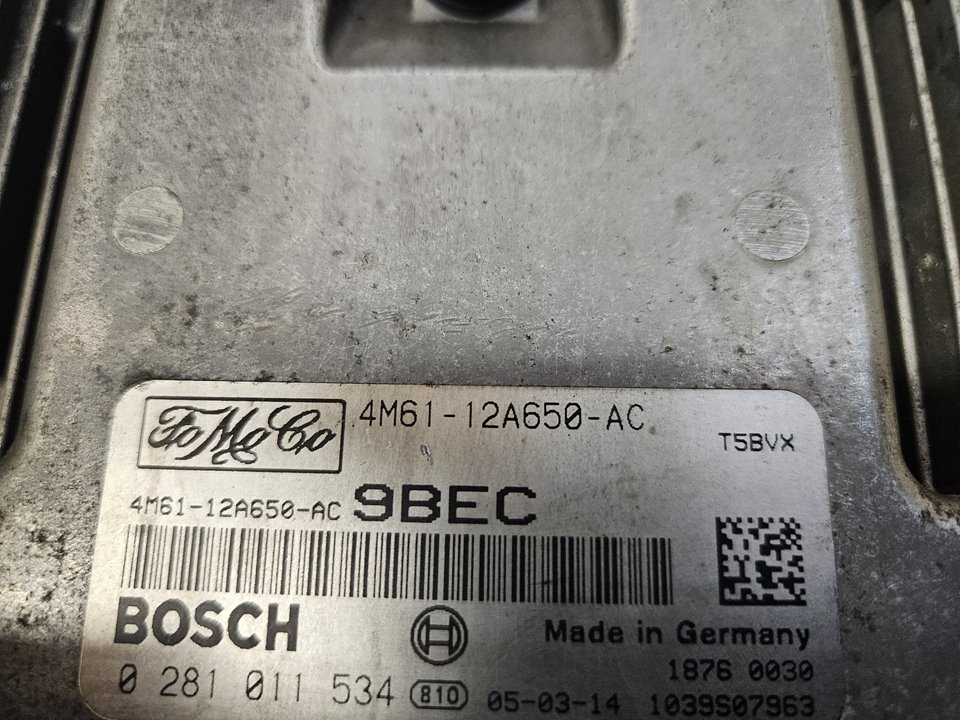 FoMoCo 4M61-12A650-AC
T5BVX
4M61-12A650-AC 9BEC
BOSCH
Made in Germany
1876 0030
0 281 011 534 810 05-03-14 1039S07963